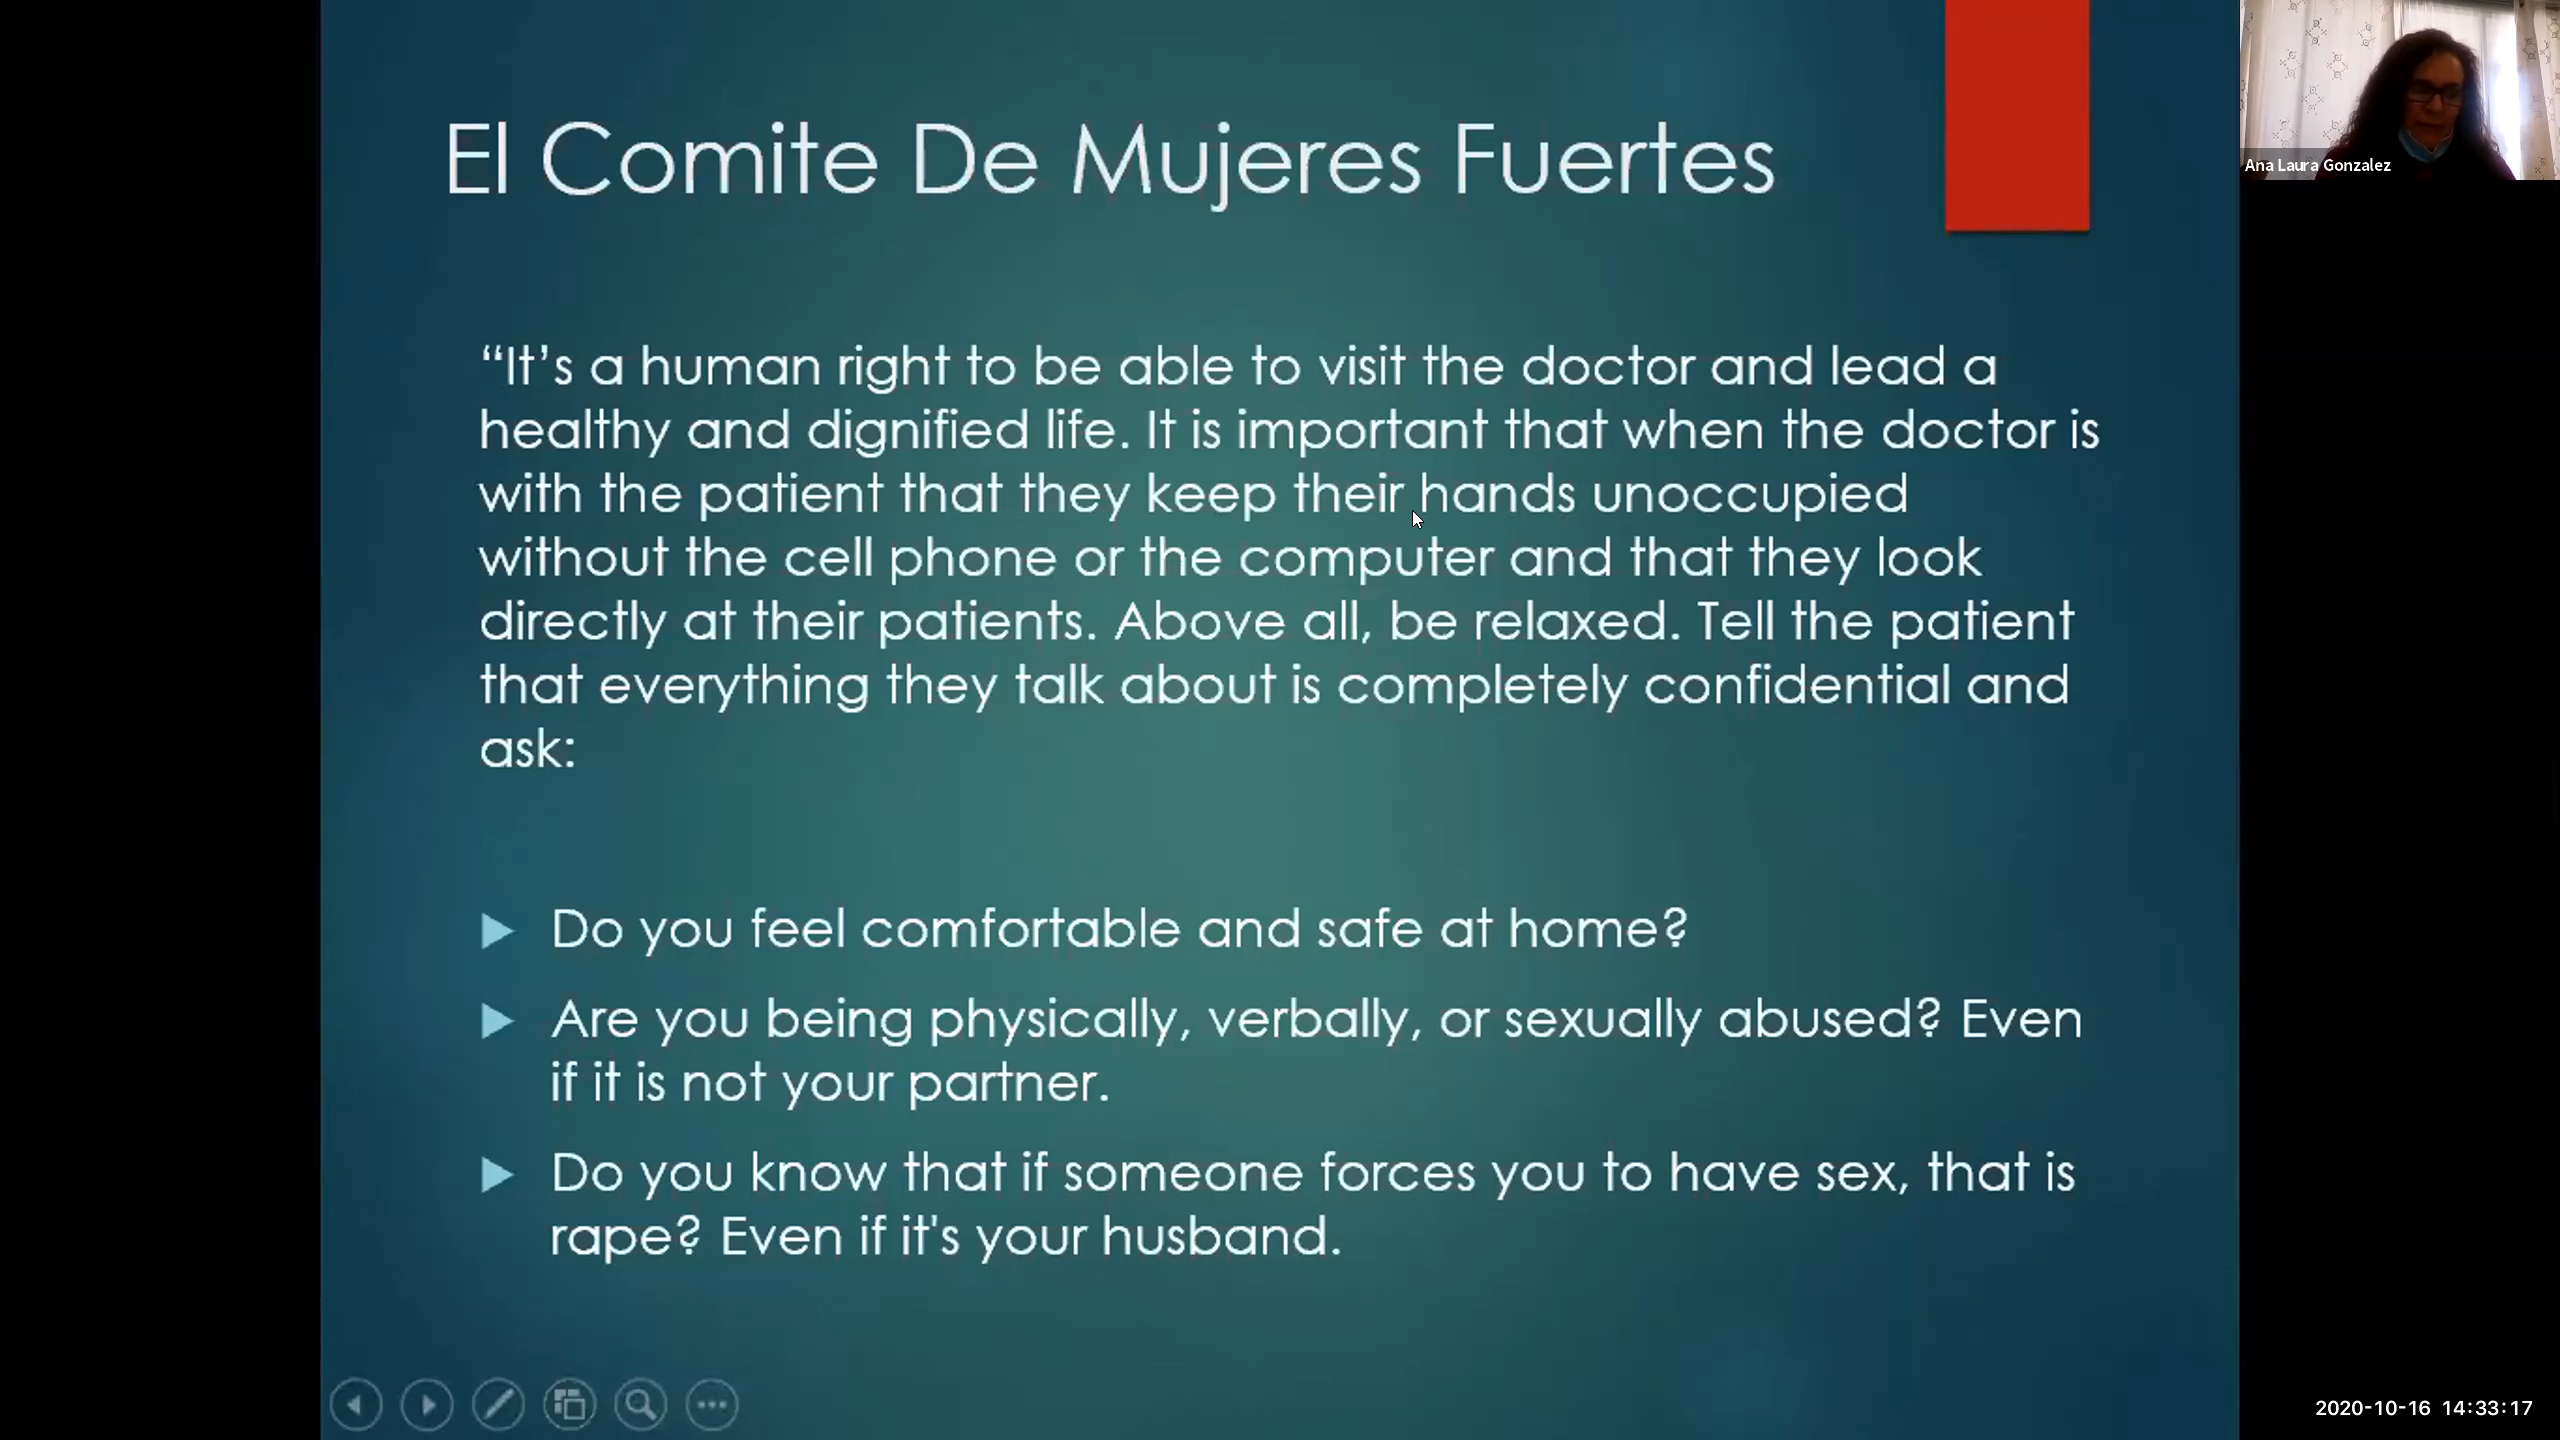 El Comite De Mujeres Fuertes
Ana Laura Gonzalez
“It’s a human right to be able to visit the doctor and lead a
healthy and dignified life. It is important that when the doctor is
with the patient that they keep their hands unoccupied
without the cell phone or the computer and that they look
directly at their patients. Above all, be relaxed. Tell the patient
that everything they talk about is completely confidential and
ask:
Do you feel comfortable and safe at home?
Are you being physically, verbally, or sexually abused? Even
if it is not your partner.
Do you know that if someone forces you to have sex, that is
rape? Even if it's your husband.
2020-10-16 14:33:17